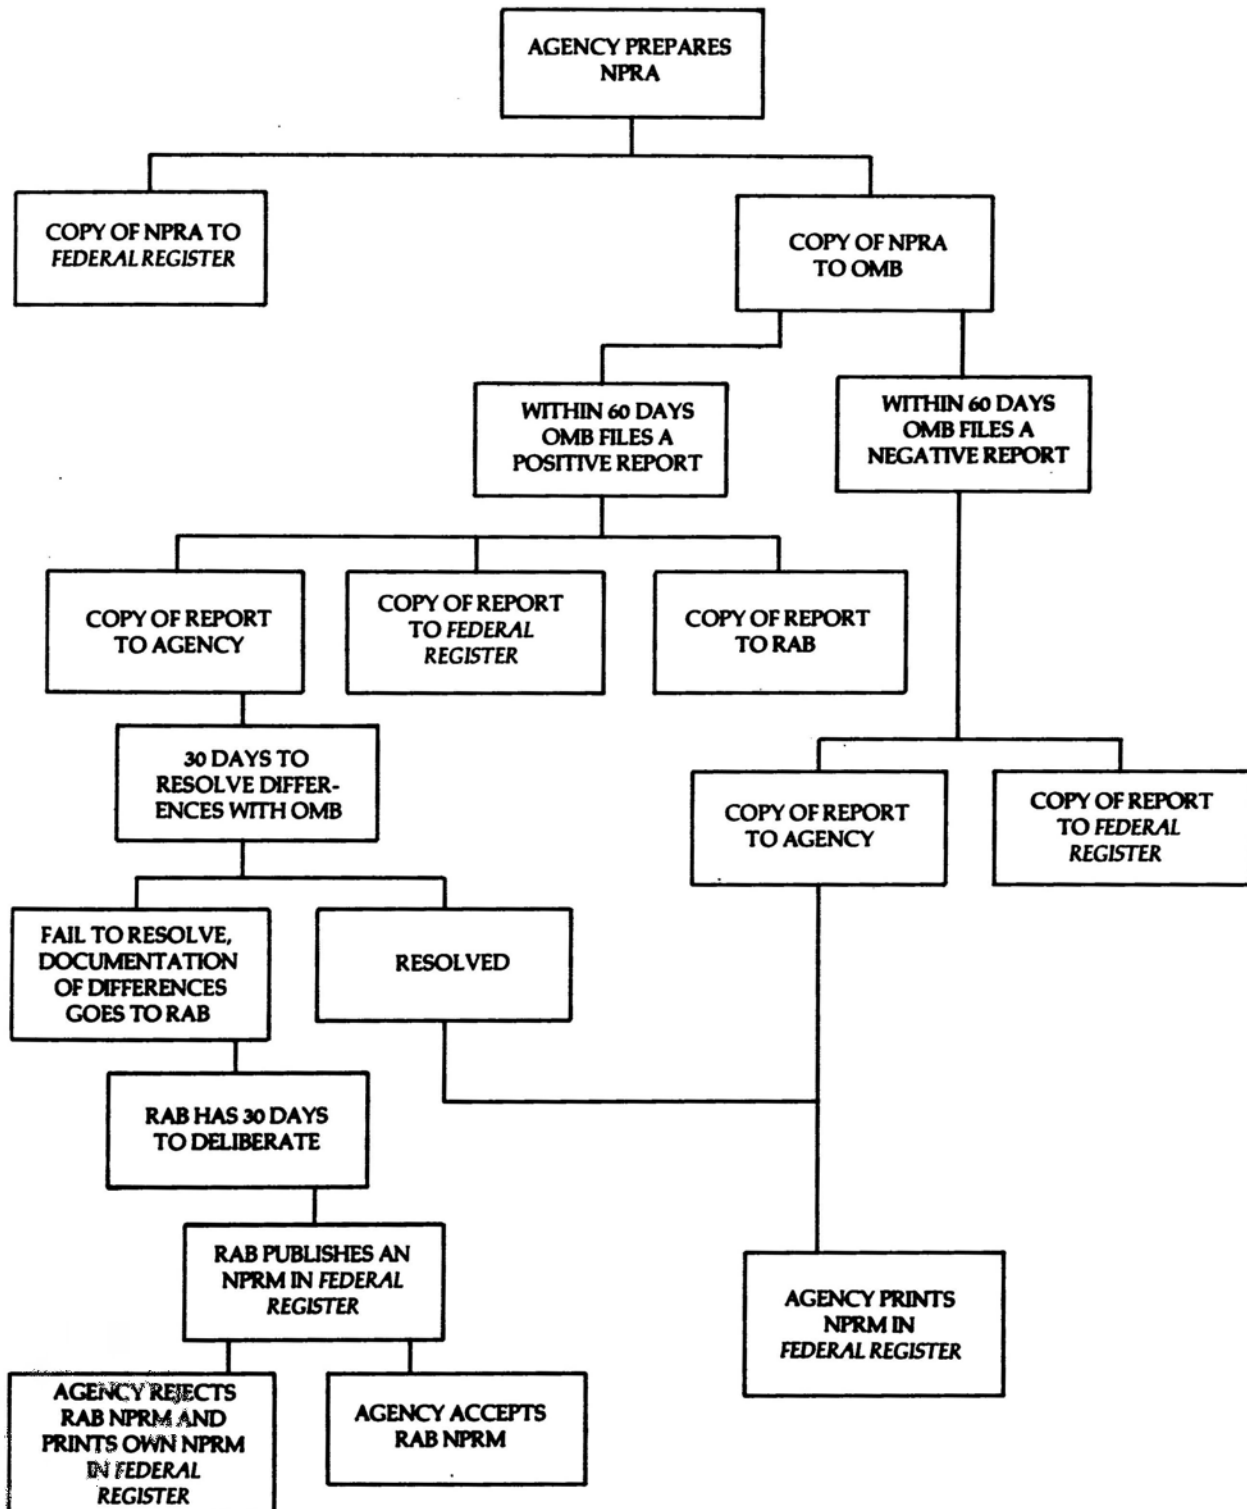 AGENCY PREPARES
NPRA
COPY OF NPRA TO
FEDERAL REGISTER
COPY OF NPRA
TO OMB
WITHIN 60 DAYS
OMB FILES A
POSITIVE REPORT
WITHIN 60 DAYS
OMB FILES A
NEGATIVE REPORT
COPY OF REPORT
TO AGENCY
COPY OF REPORT
TO FEDERAL
REGISTER
COPY OF REPORT
TO RAB
30 DAYS TO
RESOLVE DIFFER-
ENCES WITH OMB
COPY OF REPORT
TO AGENCY
COPY OF REPORT
TO FEDERAL
REGISTER
FAIL TO RESOLVE,
DOCUMENTATION
OF DIFFERENCES
GOES TO RAB
RESOLVED
RAB HAS 30 DAYS
TO DELIBERATE
RAB PUBLISHES AN
NPRM IN FEDERAL
REGISTER
AGENCY PRINTS
NPRM IN
FEDERAL REGISTER
AGENCY REJECTS
RAB NPRM AND
PRINTS OWN NPRM
IN FEDERAL
REGISTER
AGENCY ACCEPTS
RAB NPRM